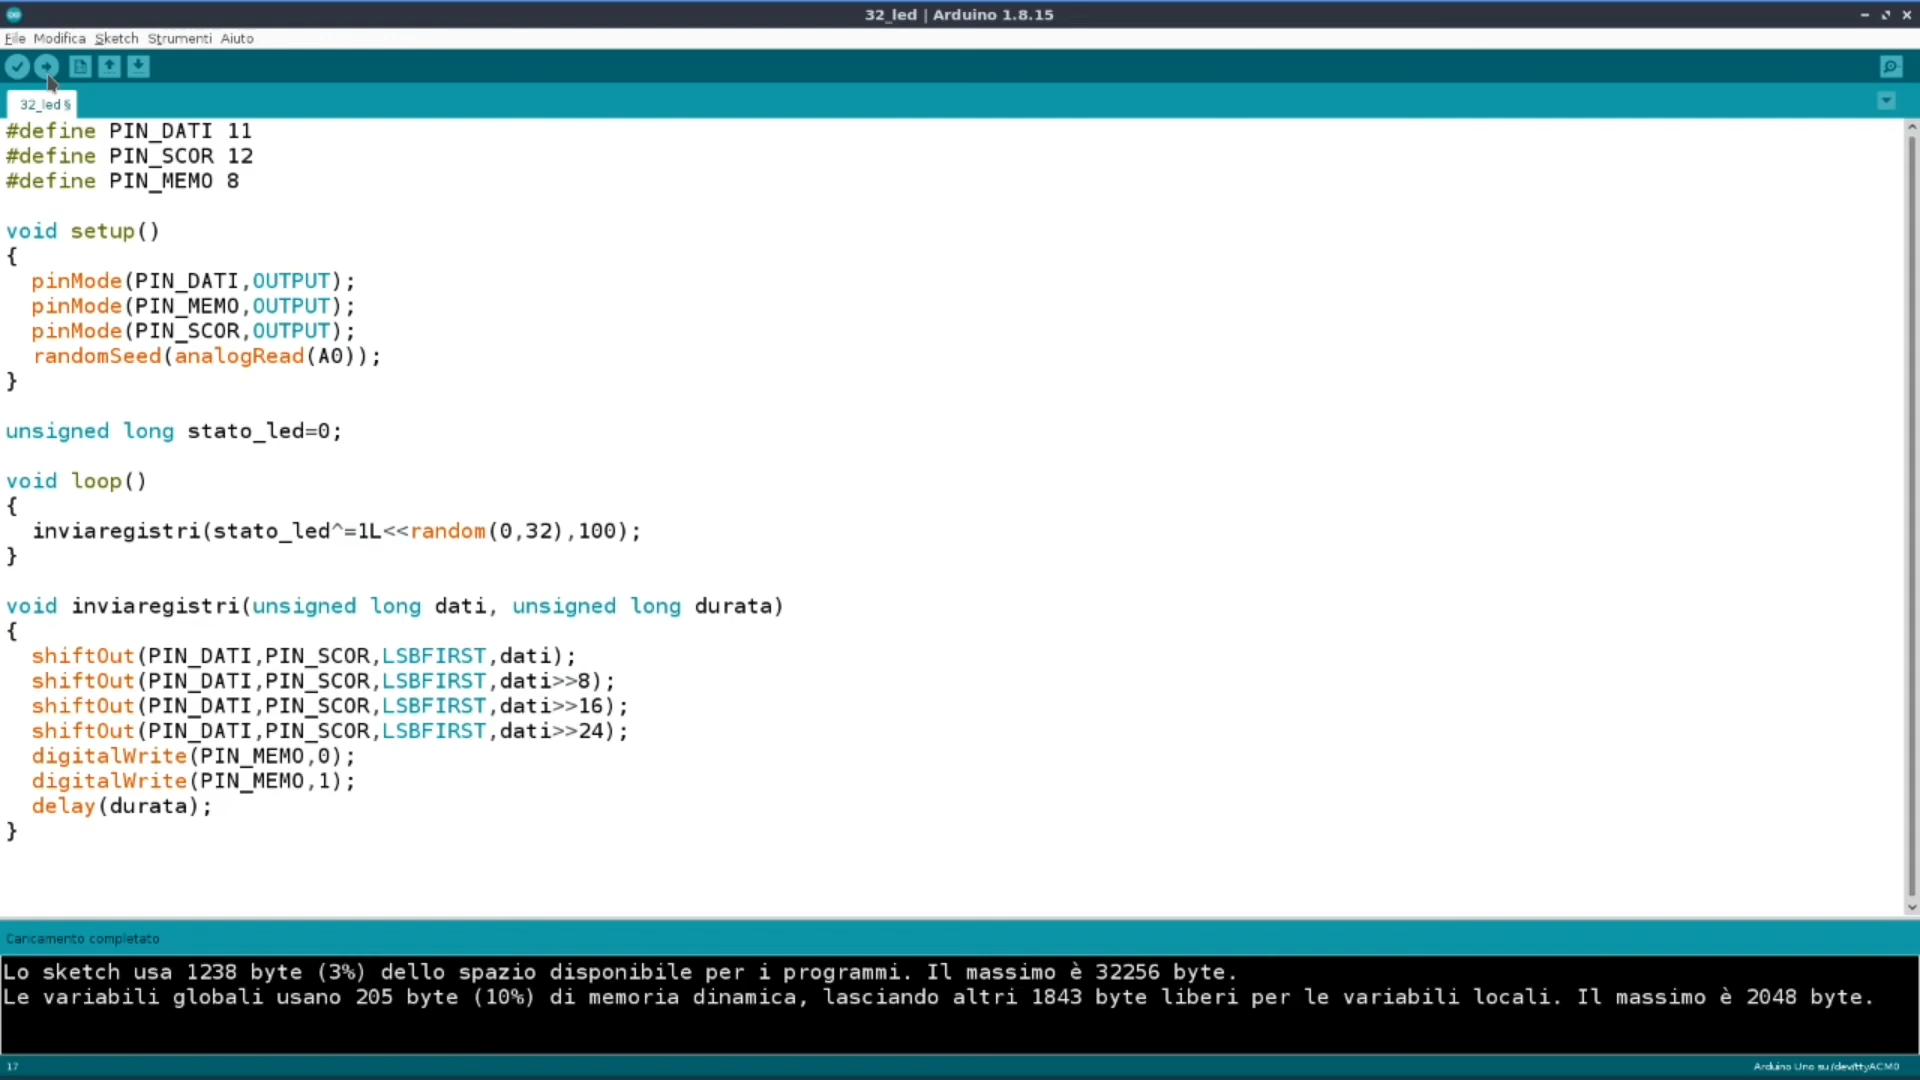 32_led | Arduino 1.8.15
File Modifica Sketch Strumenti Aiuto
32_led §
#define PIN_DATI 11
#define PIN_SCOR 12
#define PIN_MEMO 8
void setup()
{
  pinMode(PIN_DATI,OUTPUT);
  pinMode(PIN_MEMO,OUTPUT);
  pinMode(PIN_SCOR,OUTPUT);
  randomSeed(analogRead(A0));
}
unsigned long stato_led=0;
void loop()
{
  inviaregistri(stato_led^=1L<<random(0,32),100);
}
void inviaregistri(unsigned long dati, unsigned long durata)
{
  shiftOut(PIN_DATI,PIN_SCOR,LSBFIRST,dati);
  shiftOut(PIN_DATI,PIN_SCOR,LSBFIRST,dati>>8);
  shiftOut(PIN_DATI,PIN_SCOR,LSBFIRST,dati>>16);
  shiftOut(PIN_DATI,PIN_SCOR,LSBFIRST,dati>>24);
  digitalWrite(PIN_MEMO,0);
  digitalWrite(PIN_MEMO,1);
  delay(durata);
}
Caricamento completato
Lo sketch usa 1238 byte (3%) dello spazio disponibile per i programmi. Il massimo è 32256 byte.
Le variabili globali usano 205 byte (10%) di memoria dinamica, lasciando altri 1843 byte liberi per le variabili locali. Il massimo è 2048 byte.
17
Arduino Uno su /dev/ttyACM0